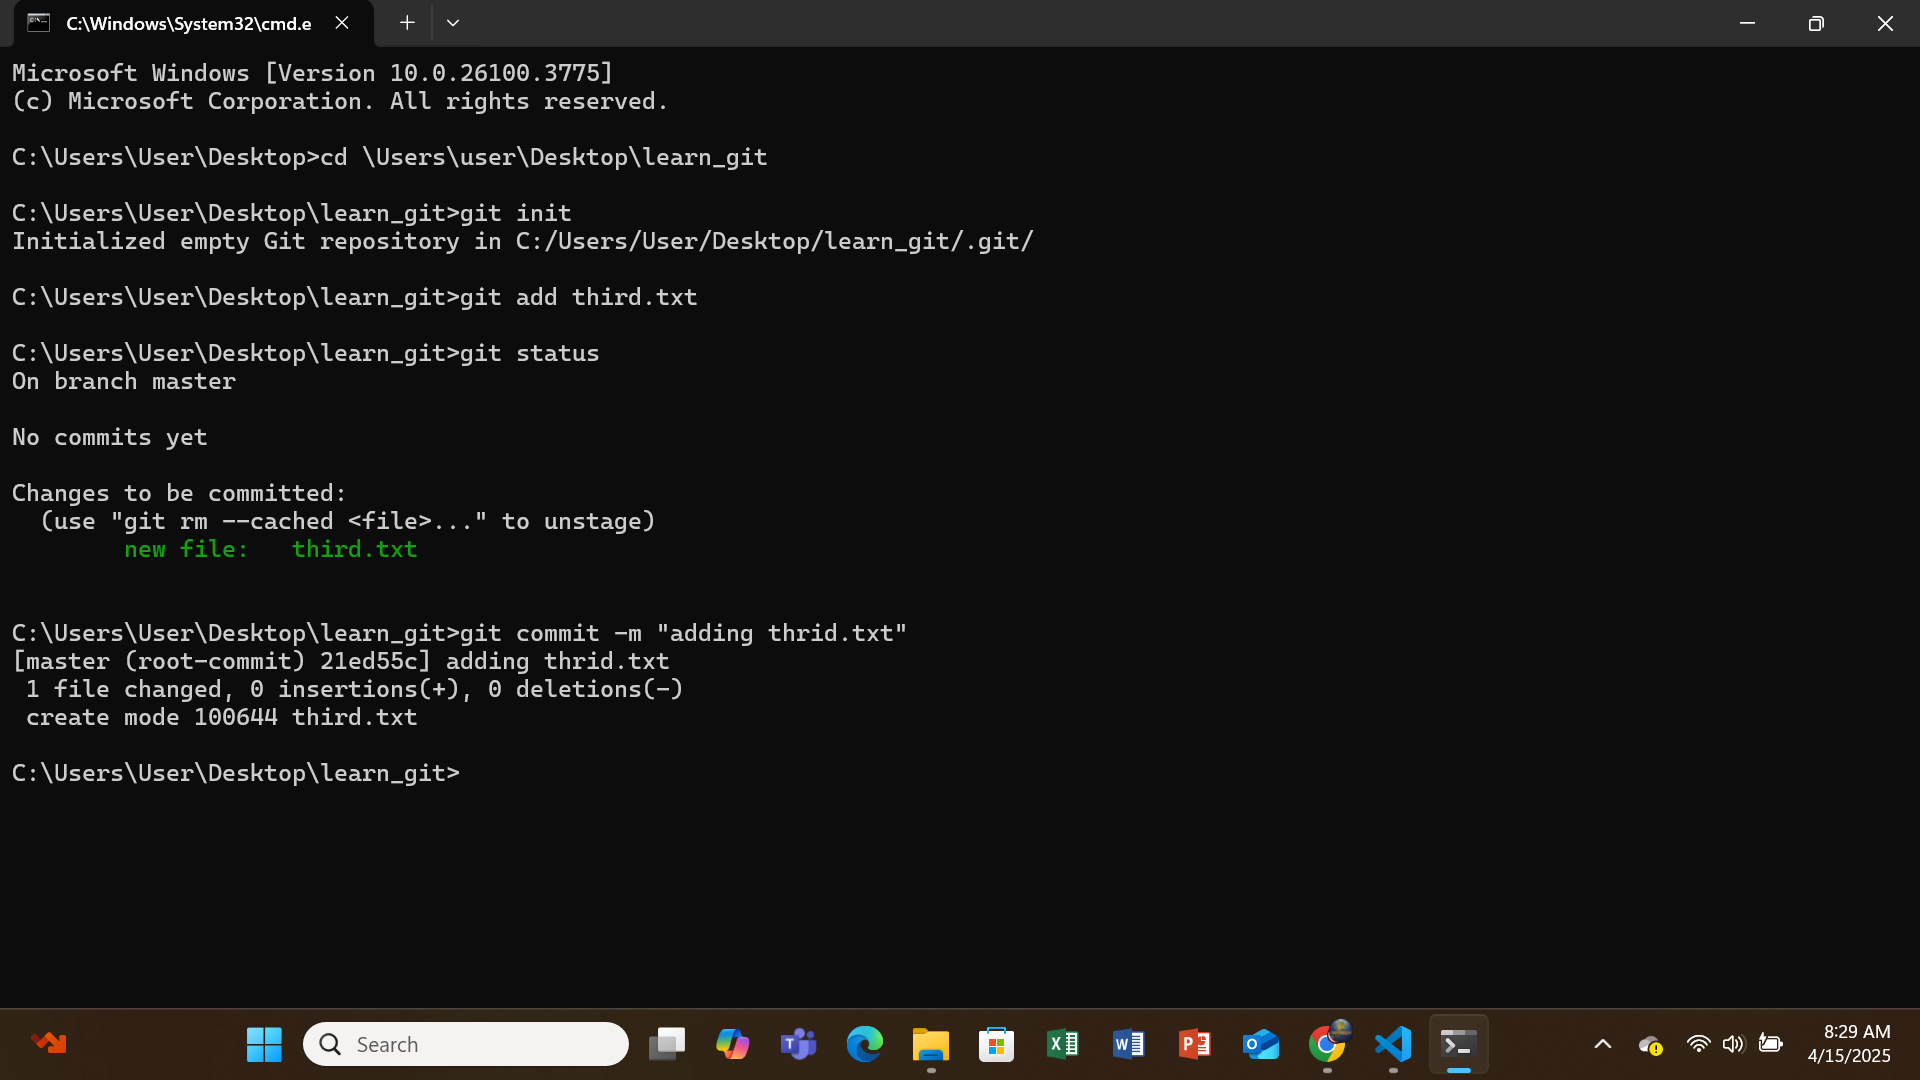 C:\Windows\System32\cmd.e
Microsoft Windows [Version 10.0.26100.3775]
(c) Microsoft Corporation. All rights reserved.
C:\Users\User\Desktop>cd \Users\user\Desktop\learn_git
C:\Users\User\Desktop\learn_git>git init
Initialized empty Git repository in C:/Users/User/Desktop/learn_git/.git/
C:\Users\User\Desktop\learn_git>git add third.txt
C:\Users\User\Desktop\learn_git>git status
On branch master
No commits yet
Changes to be committed:
  (use "git rm --cached <file>..." to unstage)
        new file:   third.txt
C:\Users\User\Desktop\learn_git>git commit -m "adding thrid.txt"
[master (root-commit) 21ed55c] adding thrid.txt
 1 file changed, 0 insertions(+), 0 deletions(-)
 create mode 100644 third.txt
C:\Users\User\Desktop\learn_git>
Search
8:29 AM
4/15/2025